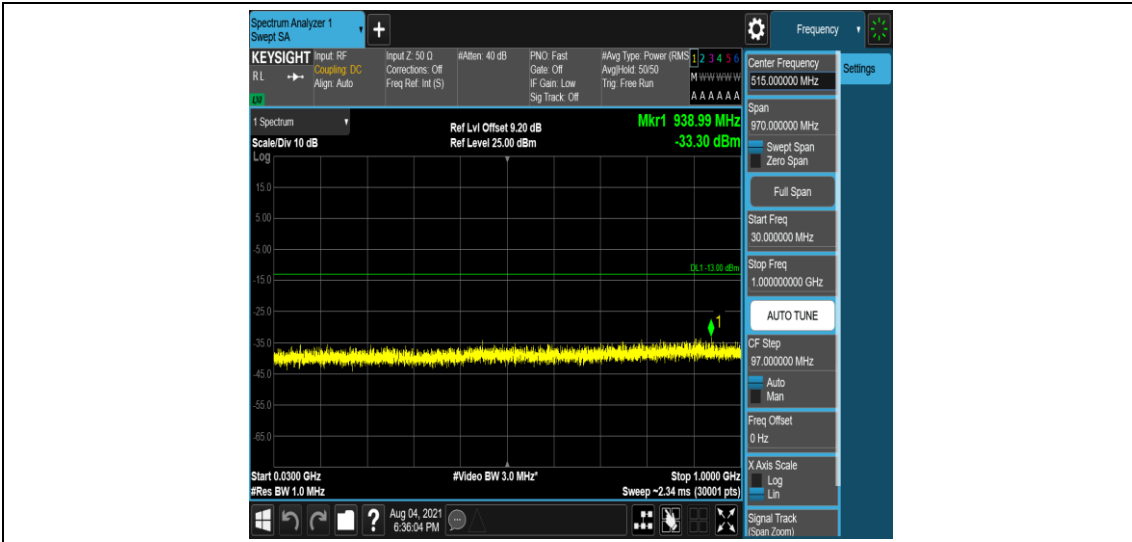 Spectrum Analyzer 1
Swept SA
+
Frequency
KEYSIGHT
RL
LXI
Input: RF
Coupling: DC
Align: Auto
Input Z: 50 Ω
Corrections: Off
Freq Ref: Int (S)
#Atten: 40 dB
PNO: Fast
Gate: Off
IF Gain: Low
Sig Track: Off
#Avg Type: Power (RMS
Avg|Hold: 50/50
Trig: Free Run
1 2 3 4 5 6
M W W W W W
A A A A A A
1 Spectrum
Scale/Div 10 dB
Log
Ref Lvl Offset 9.20 dB
Ref Level 25.00 dBm
Mkr1 938.99 MHz
-33.30 dBm
15.0
5.00
-5.00
DL1 -13.00 dBm
-15.0
-25.0
1
-35.0
-45.0
-55.0
-65.0
Start 0.0300 GHz
#Res BW 1.0 MHz
#Video BW 3.0 MHz*
Stop 1.0000 GHz
Sweep ~2.34 ms (30001 pts)
Center Frequency
515.000000 MHz
Settings
Span
970.000000 MHz
Swept Span
Zero Span
Full Span
Start Freq
30.000000 MHz
Stop Freq
1.000000000 GHz
AUTO TUNE
CF Step
97.000000 MHz
Auto
Man
Freq Offset
0 Hz
X Axis Scale
Log
Lin
Signal Track
(Span Zoom)
?
Aug 04, 2021
6:36:04 PM